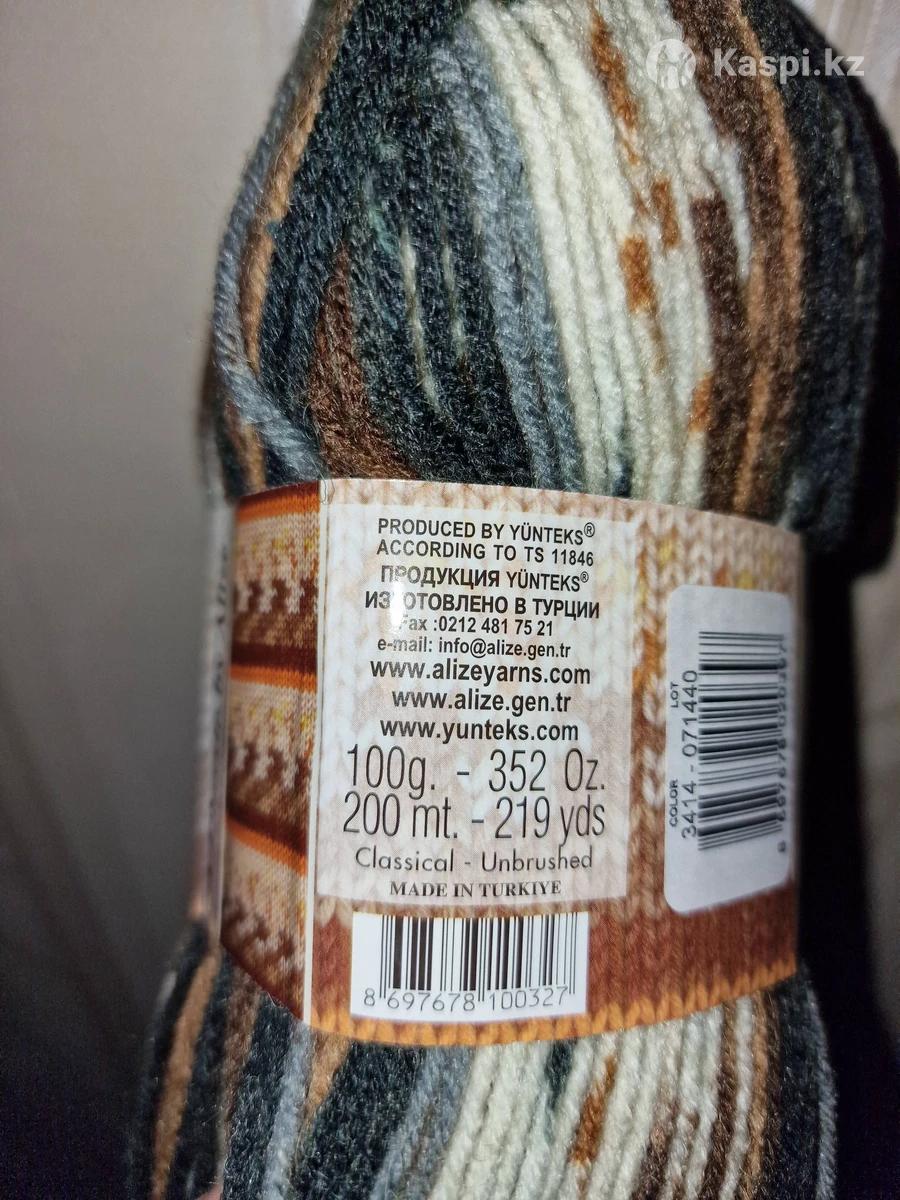 Kaspi.kz
PRODUCED BY YÜNTEKS®
ACCORDING TO TS 11846
ПРОДУКЦИЯ YÜNTEKS®
ИЗГОТОВЛЕНО В ТУРЦИИ
Fax :0212 481 75 21
e-mail: info@alize.gen.tr
www.alizeyarns.com
www.alize.gen.tr
www.yunteks.com
100g. - 352 Oz.
200 mt. - 219 yds
Classical - Unbrushed
MADE IN TURKIYE
8 697678 100327
COLOR LOT
3414 - 071440